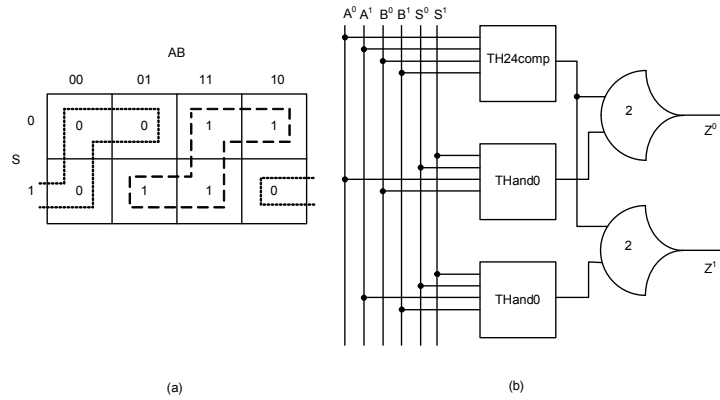 AB
00 01 11 10
S
0 0 0 1 1
1 0 1 1 0
(a)
A0 A1 B0 B1 S0 S1
TH24comp
THand0
THand0
2
Z0
2
Z1
(b)